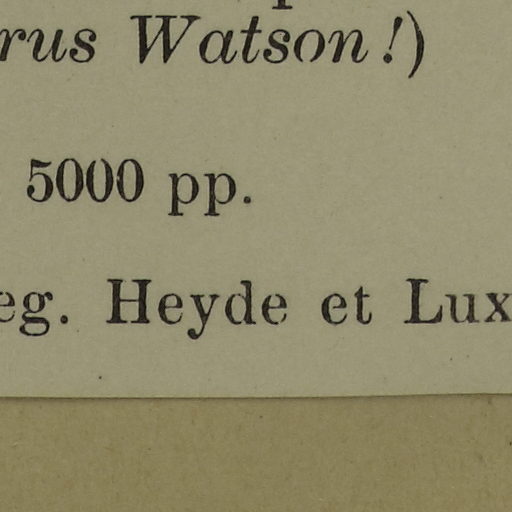 rus Watson!)
5000 pp.
eg. Heyde et Lux